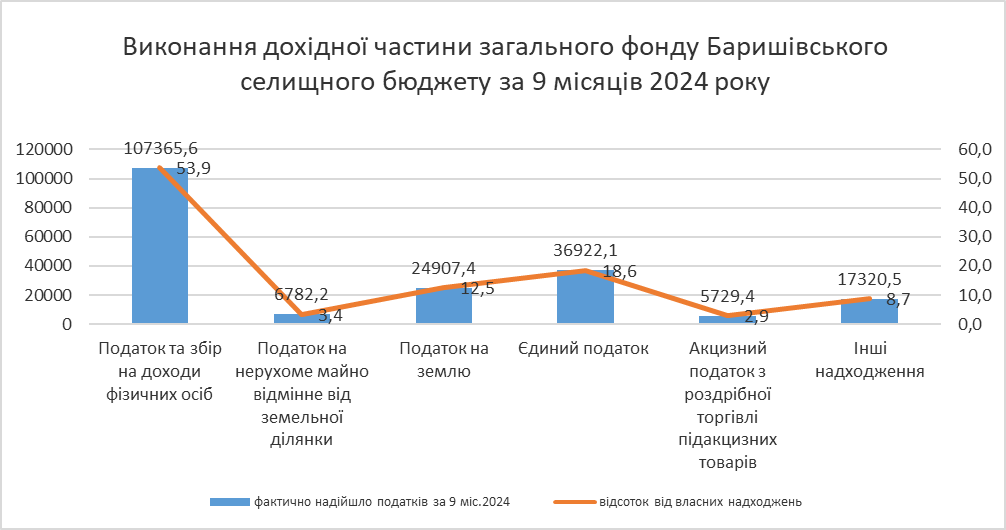 Виконання дохідної частини загального фонду Баришівського
селищного бюджету за 9 місяців 2024 року
120000
100000
80000
60000
40000
20000
0
107365,6
53,9
6782,2
3,4
24907,4
12,5
36922,1
18,6
5729,4
2,9
17320,5
8,7
60,0
50,0
40,0
30,0
20,0
10,0
0,0
Податок та збір
на доходи
фізичних осіб
Податок на
нерухоме майно
відмінне від
земельної
ділянки
Податок на
землю
Єдиний податок
Акцизний
податок з
роздрібної
торгівлі
підакцизних
товарів
Інші
надходження
фактично надійшло податків за 9 міс.2024
відсоток від власних надходжень